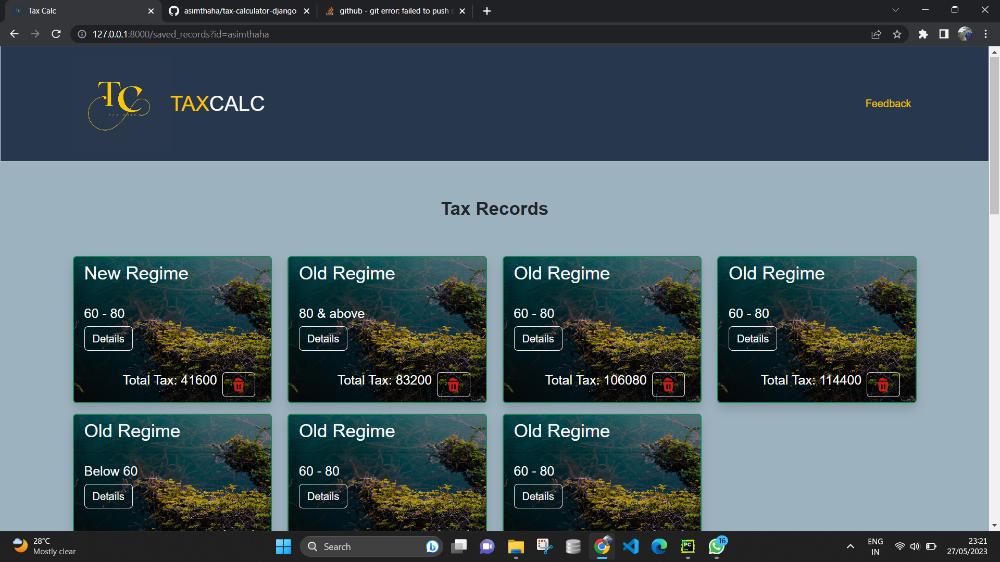 Tax Calc
asimthaha/tax-calculator-django
github - git error: failed to push s
127.0.0.1:8000/saved_records?id=asimthaha
TC
TAX CALC
TAXCALC
Feedback
Tax Records
New Regime
60 - 80
Details
Total Tax: 41600
Old Regime
80 & above
Details
Total Tax: 83200
Old Regime
60 - 80
Details
Total Tax: 106080
Old Regime
60 - 80
Details
Total Tax: 114400
Old Regime
Below 60
Details
Old Regime
60 - 80
Details
Old Regime
60 - 80
Details
28°C
Mostly clear
Search
PC
16
ENG
IN
23:21
27/05/2023